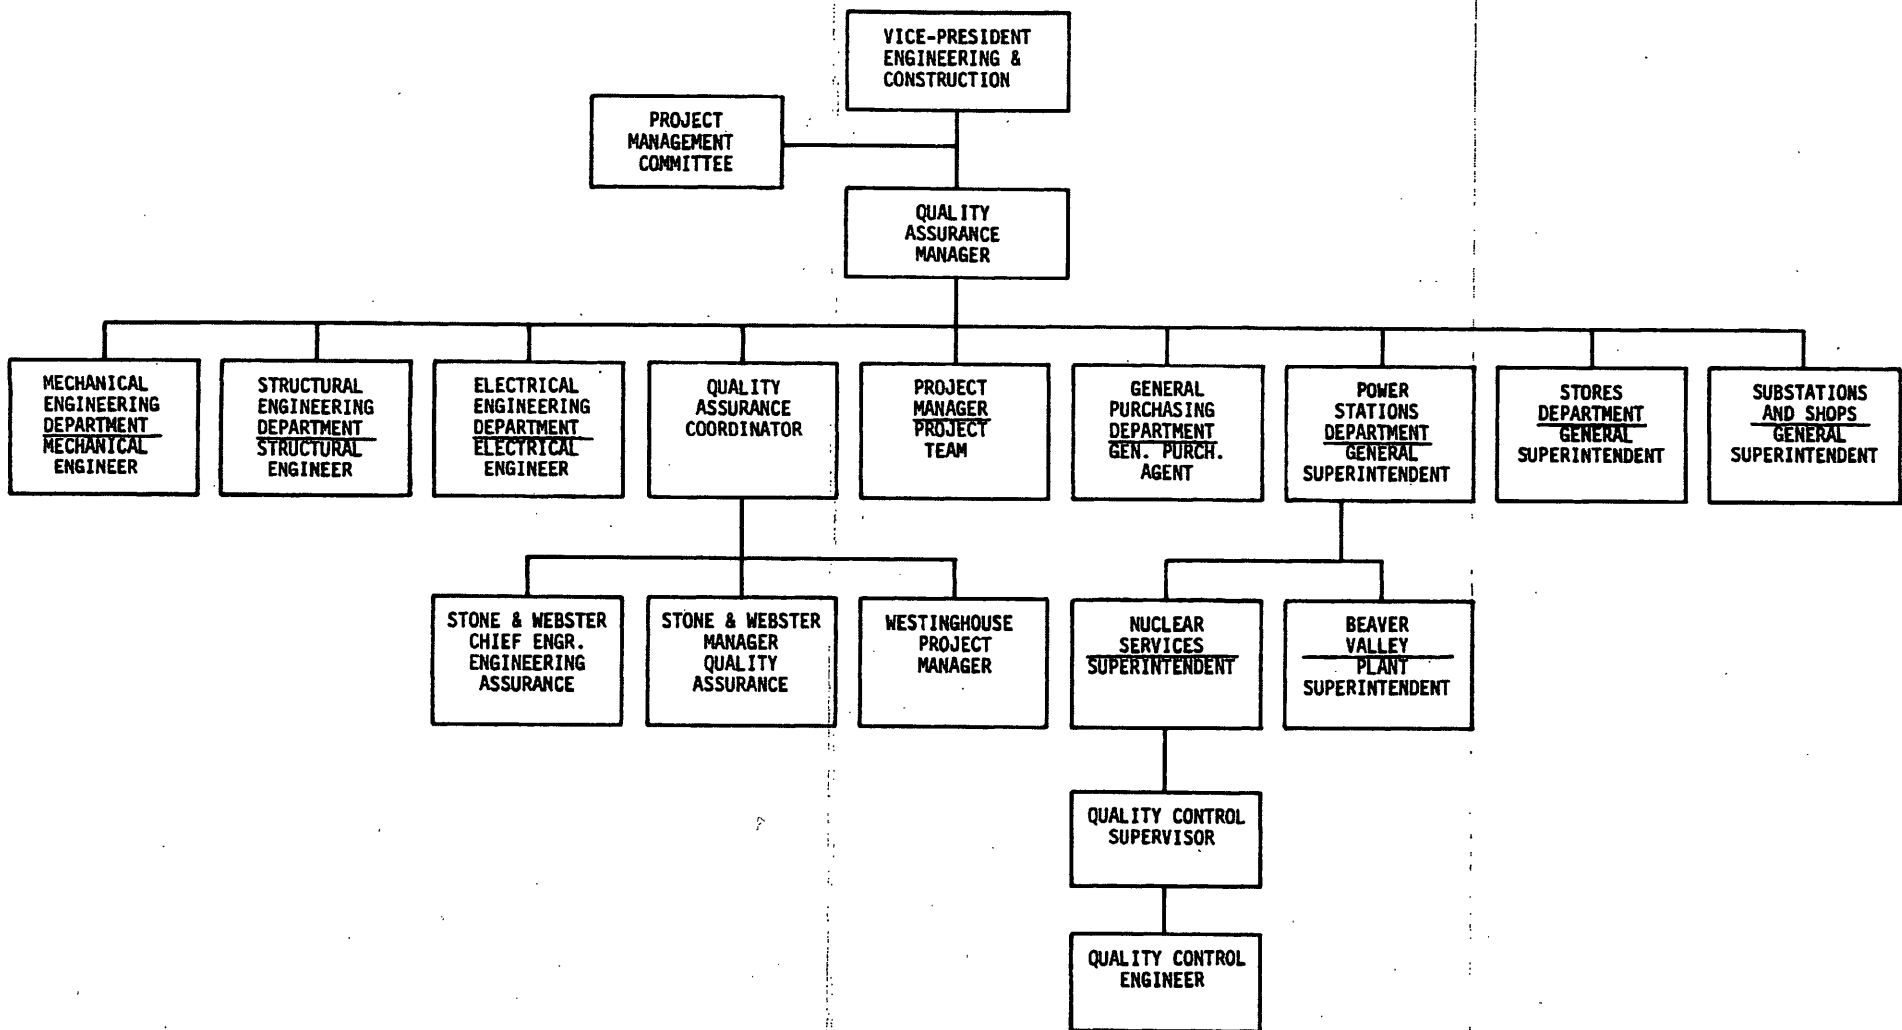 VICE-PRESIDENT
ENGINEERING &
CONSTRUCTION
PROJECT
MANAGEMENT
COMMITTEE
QUALITY
ASSURANCE
MANAGER
MECHANICAL
ENGINEERING
DEPARTMENT
MECHANICAL
ENGINEER
STRUCTURAL
ENGINEERING
DEPARTMENT
STRUCTURAL
ENGINEER
ELECTRICAL
ENGINEERING
DEPARTMENT
ELECTRICAL
ENGINEER
QUALITY
ASSURANCE
COORDINATOR
PROJECT
MANAGER
PROJECT
TEAM
GENERAL
PURCHASING
DEPARTMENT
GEN. PURCH.
AGENT
POWER
STATIONS
DEPARTMENT
GENERAL
SUPERINTENDENT
STORES
DEPARTMENT
GENERAL
SUPERINTENDENT
SUBSTATIONS
AND SHOPS
GENERAL
SUPERINTENDENT
STONE & WEBSTER
CHIEF ENGR.
ENGINEERING
ASSURANCE
STONE & WEBSTER
MANAGER
QUALITY
ASSURANCE
WESTINGHOUSE
PROJECT
MANAGER
NUCLEAR
SERVICES
SUPERINTENDENT
BEAVER
VALLEY
PLANT
SUPERINTENDENT
QUALITY CONTROL
SUPERVISOR
QUALITY CONTROL
ENGINEER